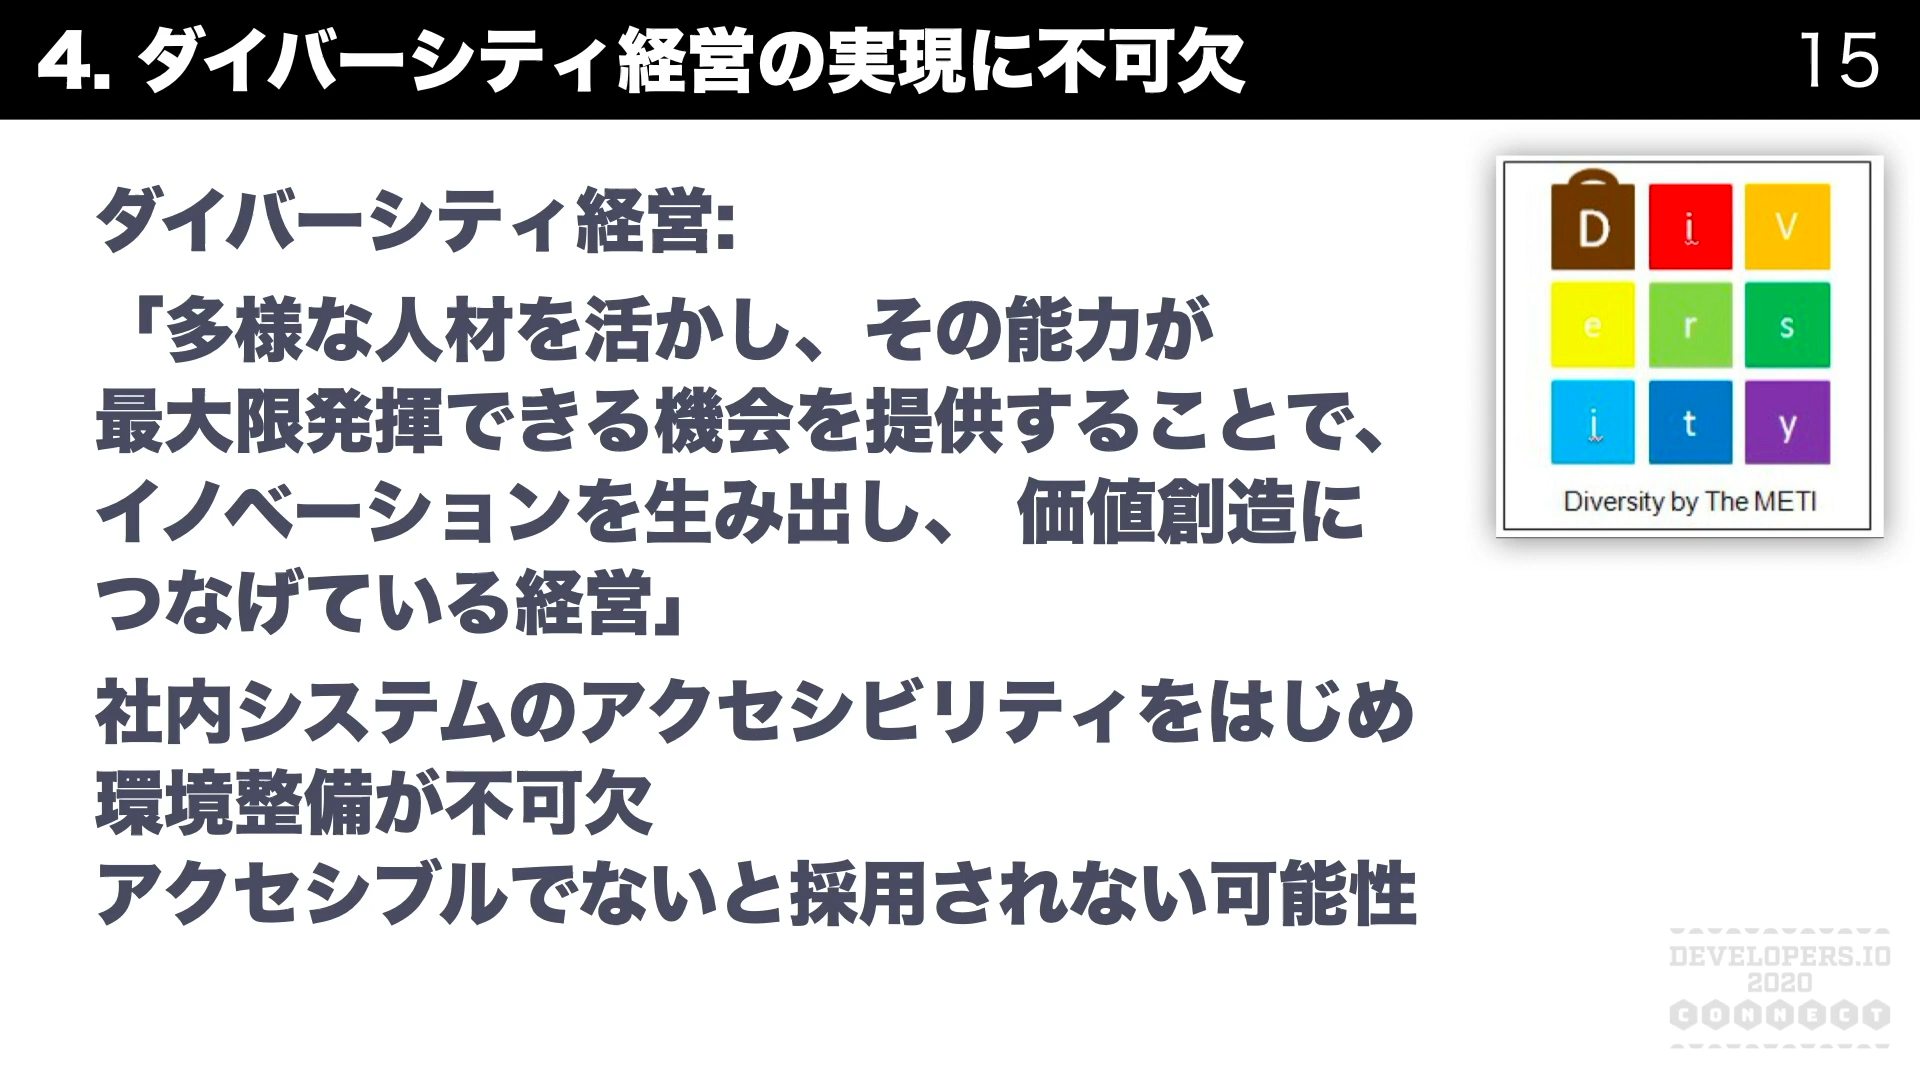 4. ダイバーシティ経営の実現に不可欠
15
ダイバーシティ経営:
「多様な人材を活かし、その能力が
最大限発揮できる機会を提供することで、
イノベーションを生み出し、 価値創造に
つなげている経営」
社内システムのアクセシビリティをはじめ
環境整備が不可欠
アクセシブルでないと採用されない可能性
D i V
e r s
i t y
Diversity by The METI
DEVELOPERS.IO
2020
CONNECT